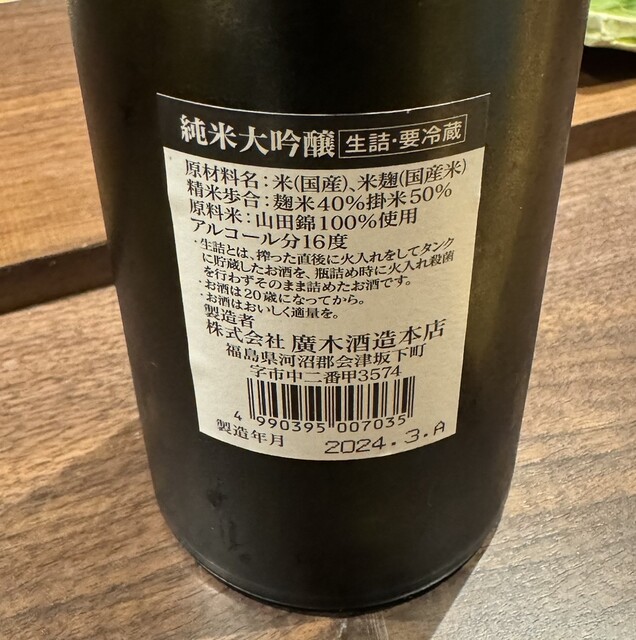 純米大吟醸 生詰・要冷蔵
原材料名：米(国産)、米麹(国産米)
精米歩合：麹米40%掛米50%
原料米：山田錦100%使用
アルコール分16度
・生詰とは、搾った直後に火入れをしてタンク
に貯蔵したお酒を、瓶詰め時に火入れ殺菌
を行わずそのまま詰めたお酒です。
・お酒は20歳になってから。
・お酒はおいしく適量を。
製造者
株式会社 廣木酒造本店
福島県河沼郡会津坂下町
字市中二番甲3574
4 990395 007035
製造年月 2024.3.A